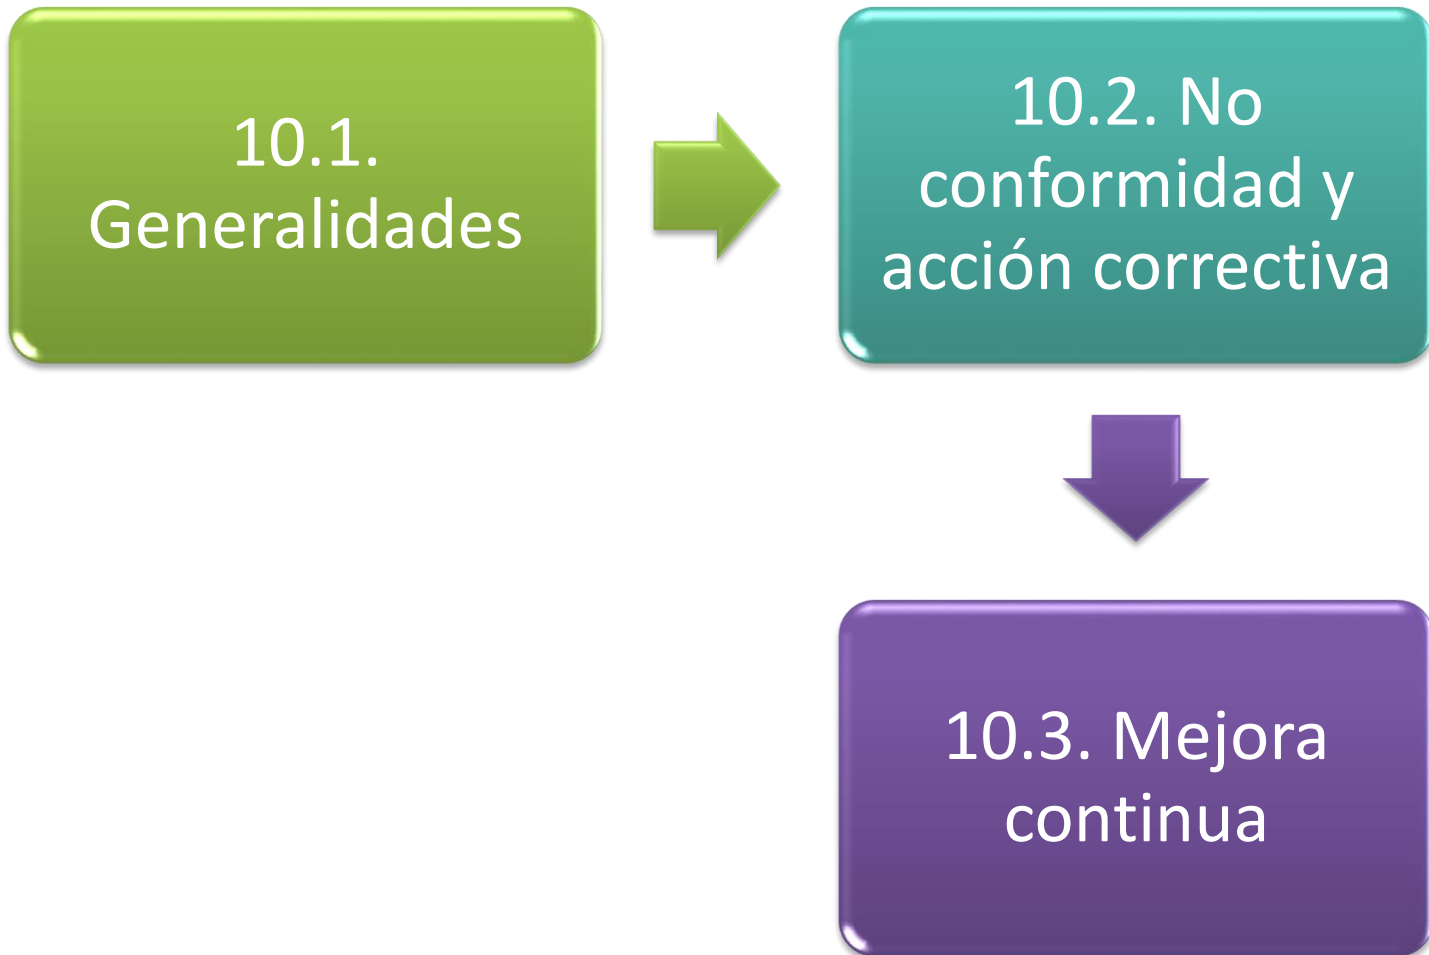 10.1.
Generalidades
10.2. No
conformidad y
acción correctiva
10.3. Mejora
continua